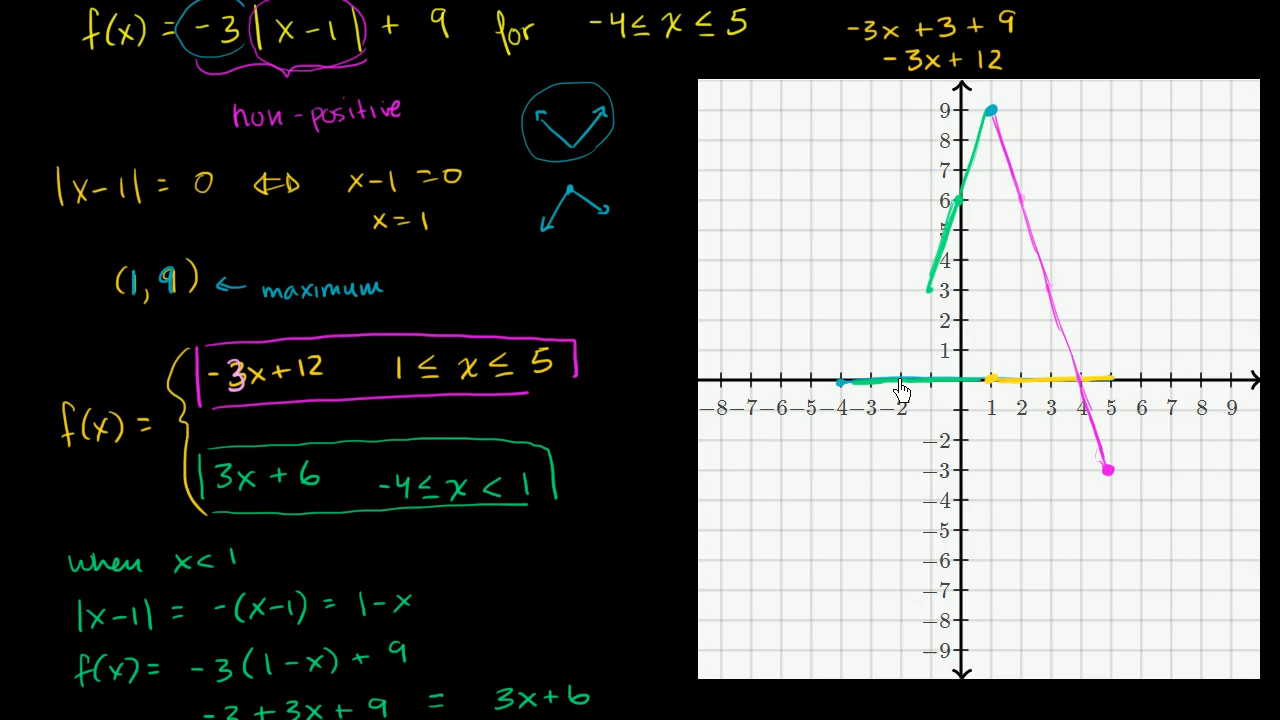 f(x) = -3 |x-1| + 9 for -4 ≤ x ≤ 5
-3x + 3 + 9
-3x + 12
non-positive
|x-1| = 0 ⇔ x-1 = 0
x = 1
(1, 9) ← maximum
f(x) =
-3x+12 1 ≤ x ≤ 5
3x + 6 -4 ≤ x < 1
when x < 1
|x-1| = -(x-1) = 1-x
f(x) = -3(1-x) + 9
-3 + 3x + 9 = 3x+6
9
8
7
6
5
4
3
2
1
-8 -7 -6 -5 -4 -3 -2 1 2 3 4 5 6 7 8 9
-2
-3
-4
-5
-6
-7
-8
-9